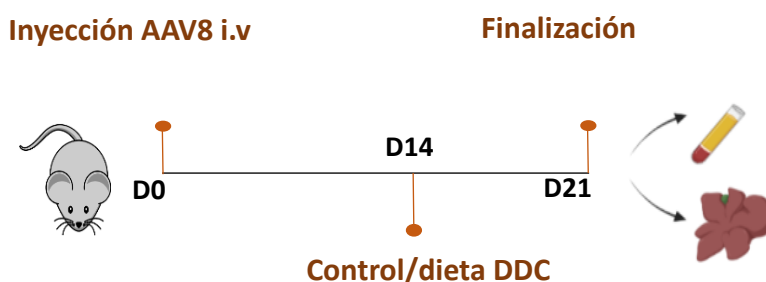 Inyección AAV8 i.v
Finalización
D14
D0
D21
Control/dieta DDC